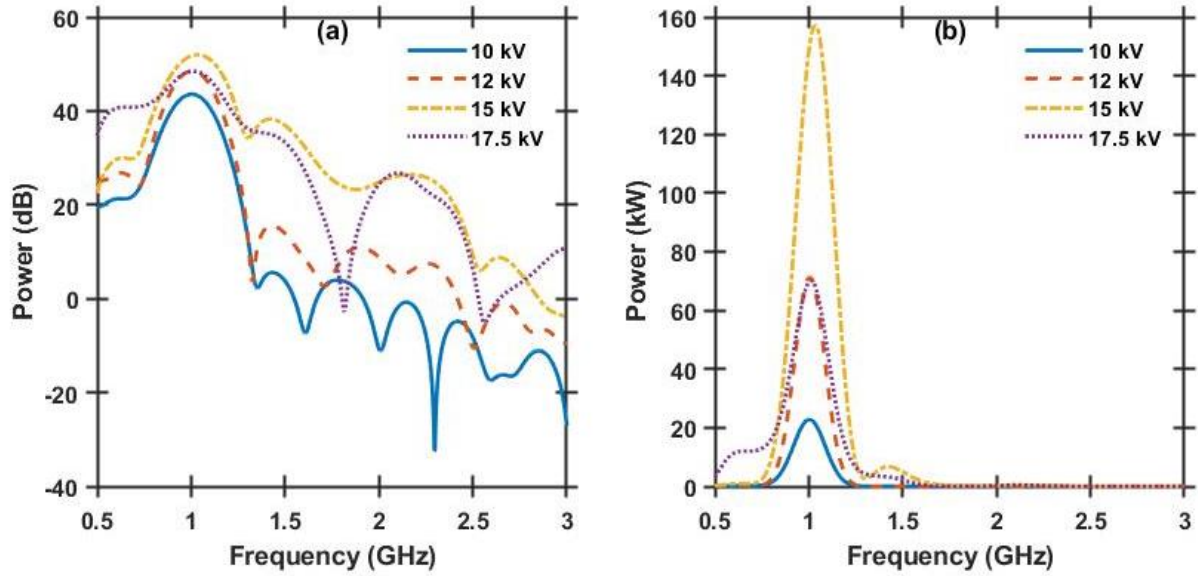 (a)
60
40
20
0
-20
-40
Power (dB)
10 kV
12 kV
15 kV
17.5 kV
0.5 1 1.5 2 2.5 3
Frequency (GHz)
(b)
160
140
120
100
80
60
40
20
0
Power (kW)
10 kV
12 kV
15 kV
17.5 kV
0.5 1 1.5 2 2.5 3
Frequency (GHz)